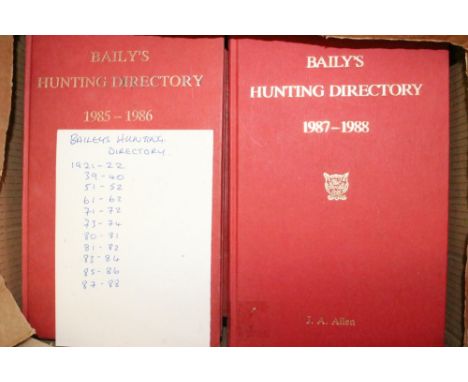 BAILY'S
HUNTING DIRECTORY
1985-1986
BAILEYS HUNTING
DIRECTORY.
1921-22
39-40
51-52
61-62
71-72
73-74
80-81
81-82
83-84
85-86
87-88
BAILY'S
HUNTING DIRECTORY
1987-1988
J. A. Allen